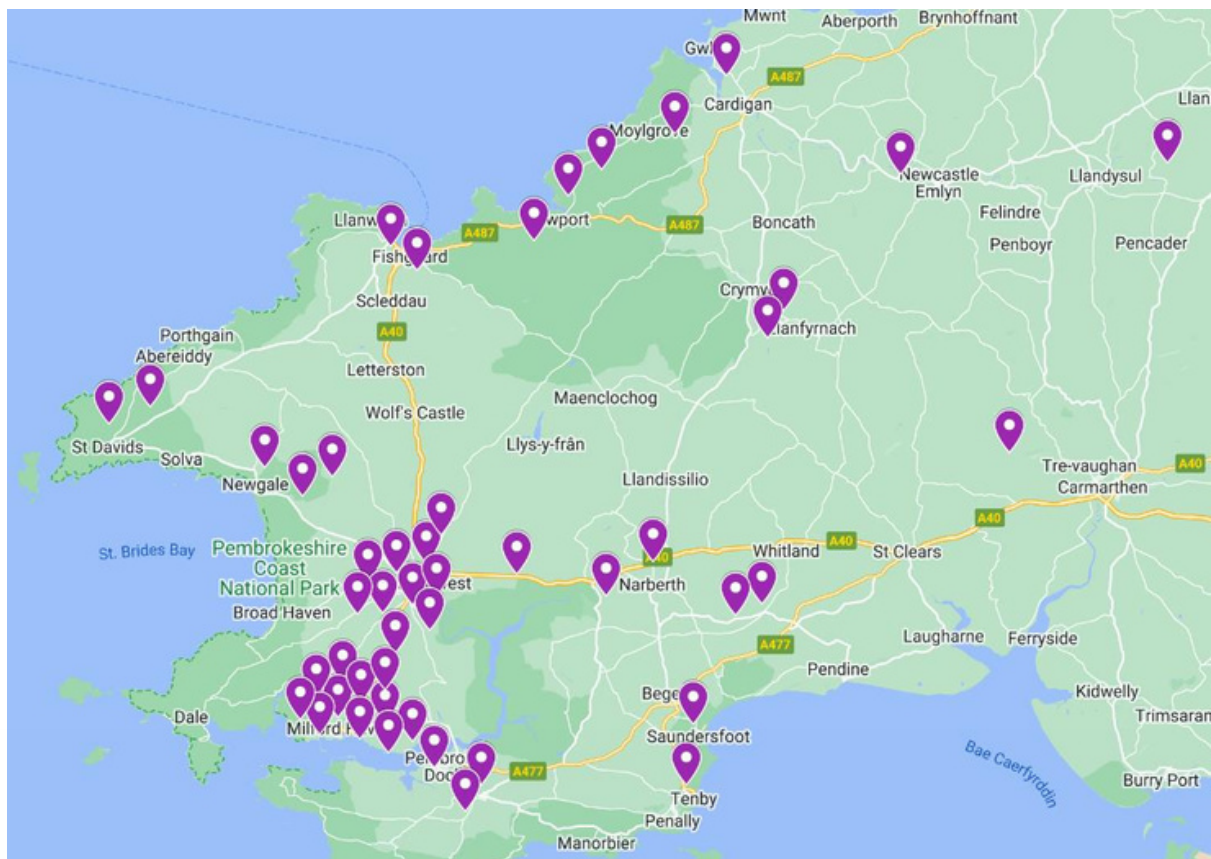 Mwnt
Aberporth
Brynhoffnant
A487
Cardigan
Moylgrove
Newcastle
Emlyn
Llandysul
Felindre
Boncath
Penboyr
Pencader
A487
A487
Fishguard
Scleddau
Llanfyrnach
A40
Porthgain
Abereiddy
Letterston
Maenclochog
Wolf's Castle
Llys-y-frân
St Davids
Solva
Newgale
Llandissilio
Tre-vaughan
Carmarthen
A40
A40
St. Brides Bay
Pembrokeshire
Coast
National Park
Broad Haven
A40
A40
Whitland
St Clears
Narberth
Laugharne
Ferryside
A477
Pendine
Kidwelly
Trimsaran
Dale
Milford Haven
Saundersfoot
Bae Caerfyrddin
A477
Burry Port
Tenby
Penally
Manorbier